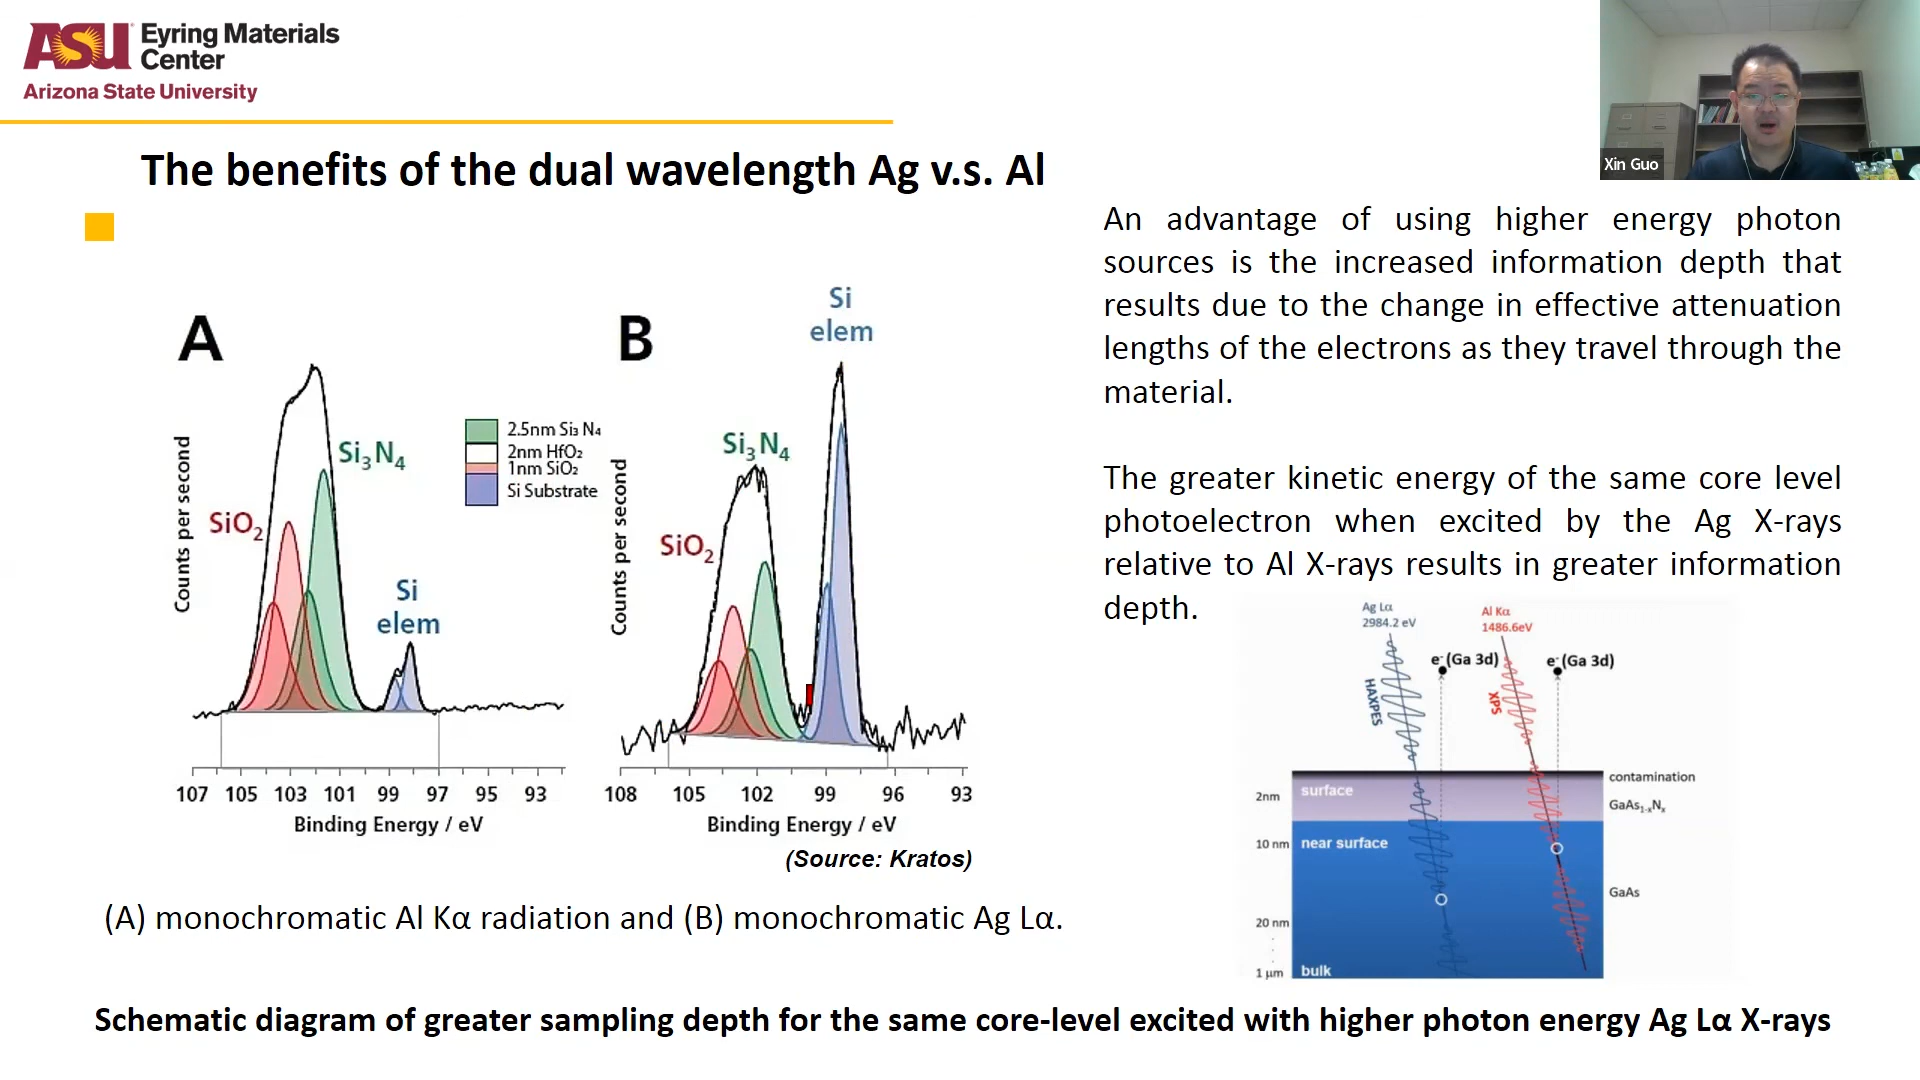 ASU Eyring Materials
Center
Arizona State University
Xin Guo
The benefits of the dual wavelength Ag v.s. Al
An advantage of using higher energy photon
sources is the increased information depth that
results due to the change in effective attenuation
lengths of the electrons as they travel through the
material.
The greater kinetic energy of the same core level
photoelectron when excited by the Ag X-rays
relative to Al X-rays results in greater information
depth.
A
Counts per second
SiO₂
Si₃N₄
Si
elem
107 105 103 101 99 97 95 93
Binding Energy / eV
2.5nm Si₃ N₄
2nm HfO₂
1nm SiO₂
Si Substrate
B
Counts per second
SiO₂
Si₃N₄
Si
elem
108 105 102 99 96 93
Binding Energy / eV
(Source: Kratos)
(A) monochromatic Al Kα radiation and (B) monochromatic Ag Lα.
Ag Lα
2984.2 eV
Al Kα
1486.6eV
e⁻(Ga 3d)
e⁻(Ga 3d)
HAXPES
XPS
contamination
surface
2nm
GaAs₁₋ₓNₓ
10 nm
near surface
GaAs
20 nm
1 µm
bulk
Schematic diagram of greater sampling depth for the same core-level excited with higher photon energy Ag Lα X-rays